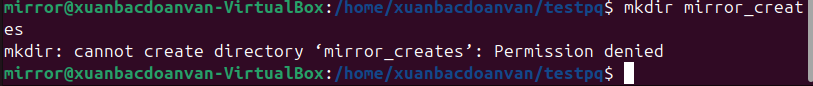 mirror@xuanbacdoanvan-VirtualBox:/home/xuanbacdoanvan/testpq$ mkdir mirror_creat
es
mkdir: cannot create directory ‘mirror_creates’: Permission denied
mirror@xuanbacdoanvan-VirtualBox:/home/xuanbacdoanvan/testpq$